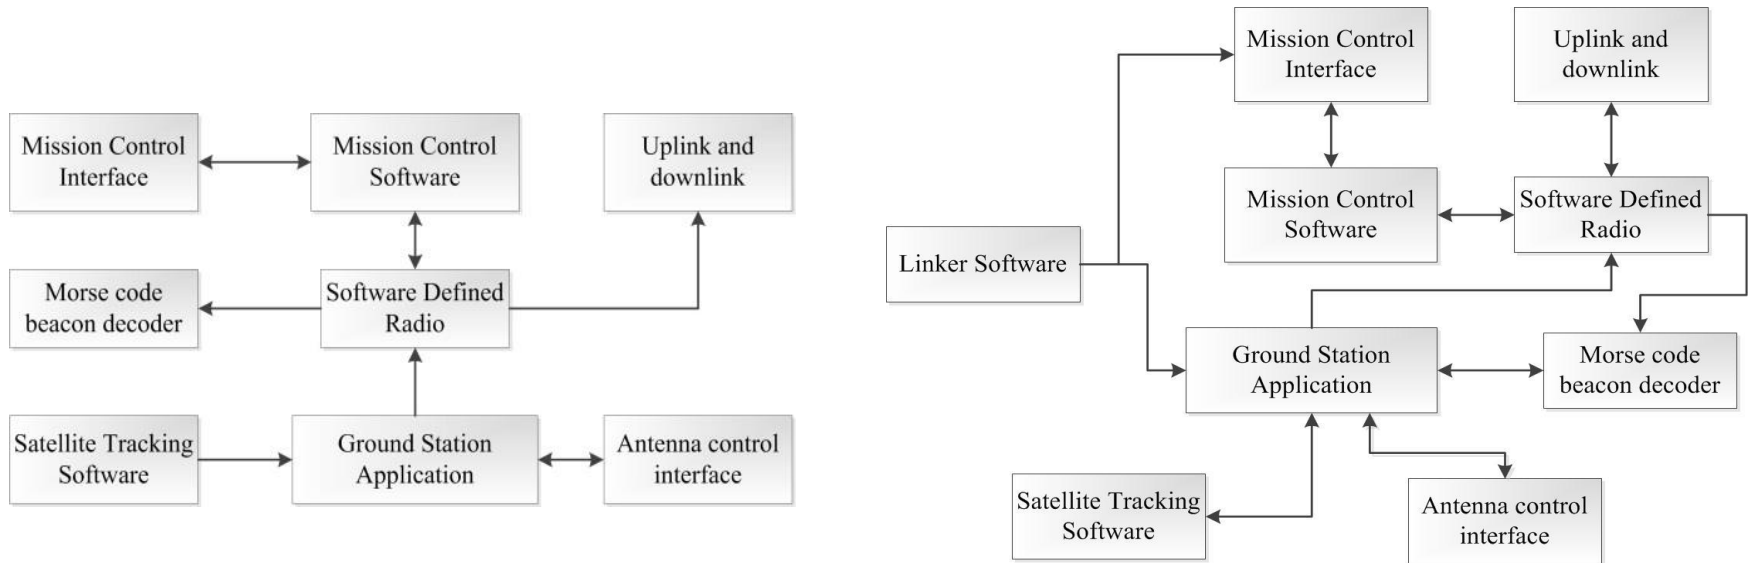 Mission Control
Interface
Mission Control
Software
Uplink and
downlink
Morse code
beacon decoder
Software Defined
Radio
Satellite Tracking
Software
Ground Station
Application
Antenna control
interface
Mission Control
Interface
Uplink and
downlink
Mission Control
Software
Software Defined
Radio
Linker Software
Ground Station
Application
Morse code
beacon decoder
Satellite Tracking
Software
Antenna control
interface